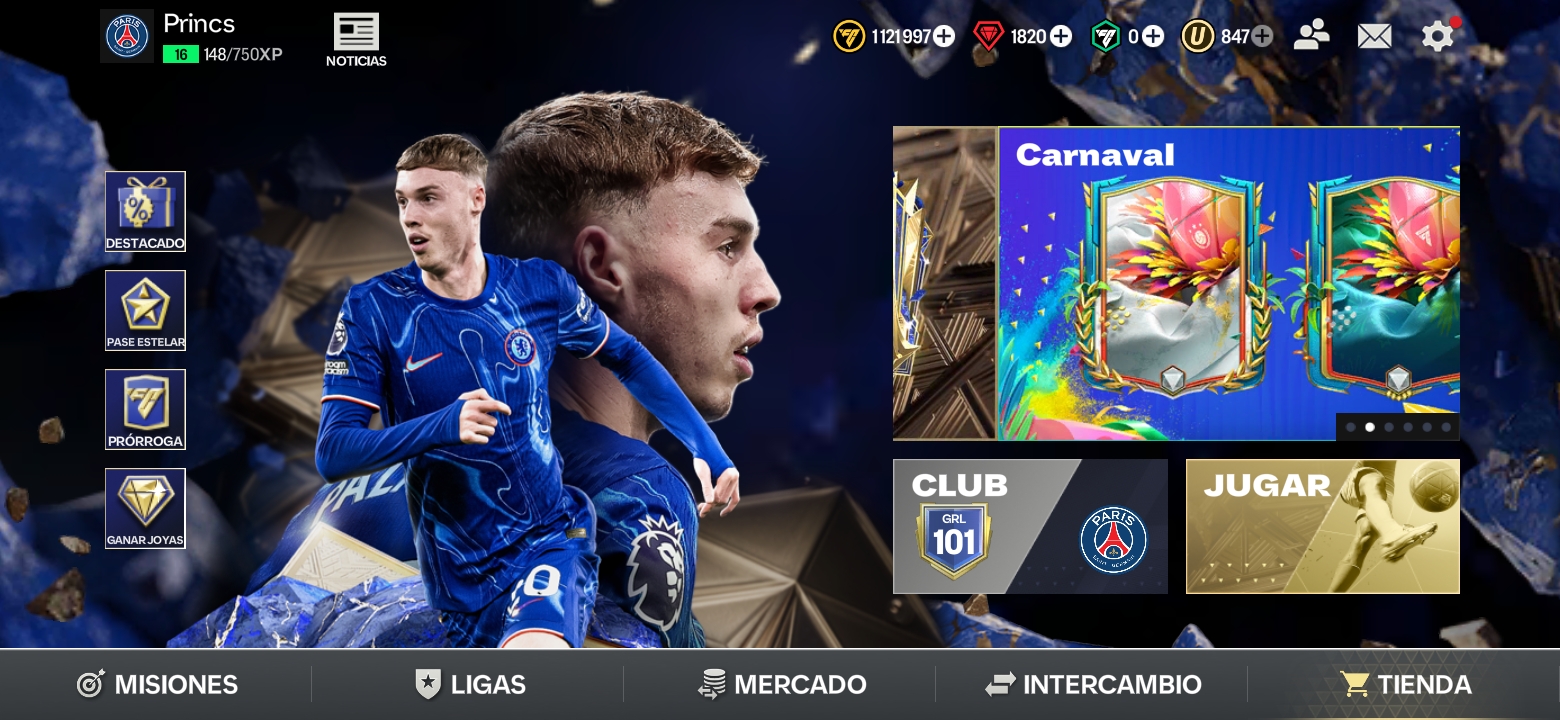 Princs
16 148/750XP
NOTICIAS
1121997
1820
0
847
DESTACADO
PASE ESTELAR
PRÓRROGA
GANAR JOYAS
Carnaval
CLUB
GRL
101
PARIS
JUGAR
MISIONES
LIGAS
MERCADO
INTERCAMBIO
TIENDA